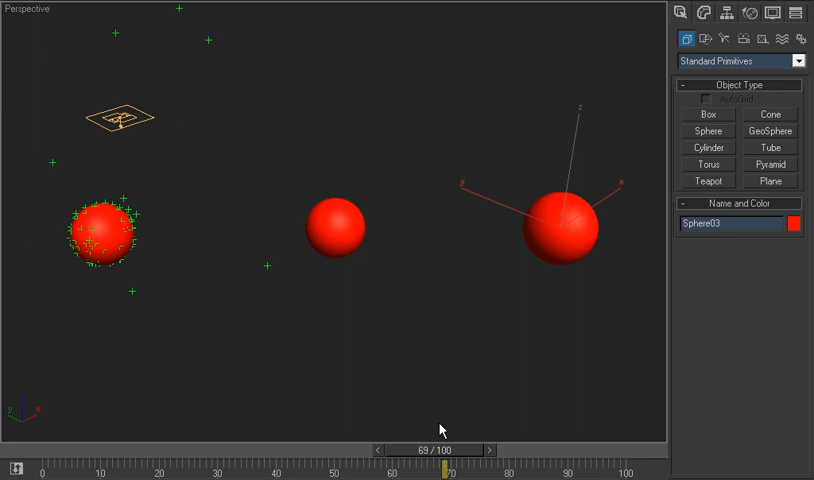 Perspective
z
y
x
y
x
69 / 100
0 10 20 30 40 50 60 70 80 90 100
Standard Primitives
- Object Type
AutoGrid
Box Cone
Sphere GeoSphere
Cylinder Tube
Torus Pyramid
Teapot Plane
- Name and Color
Sphere03